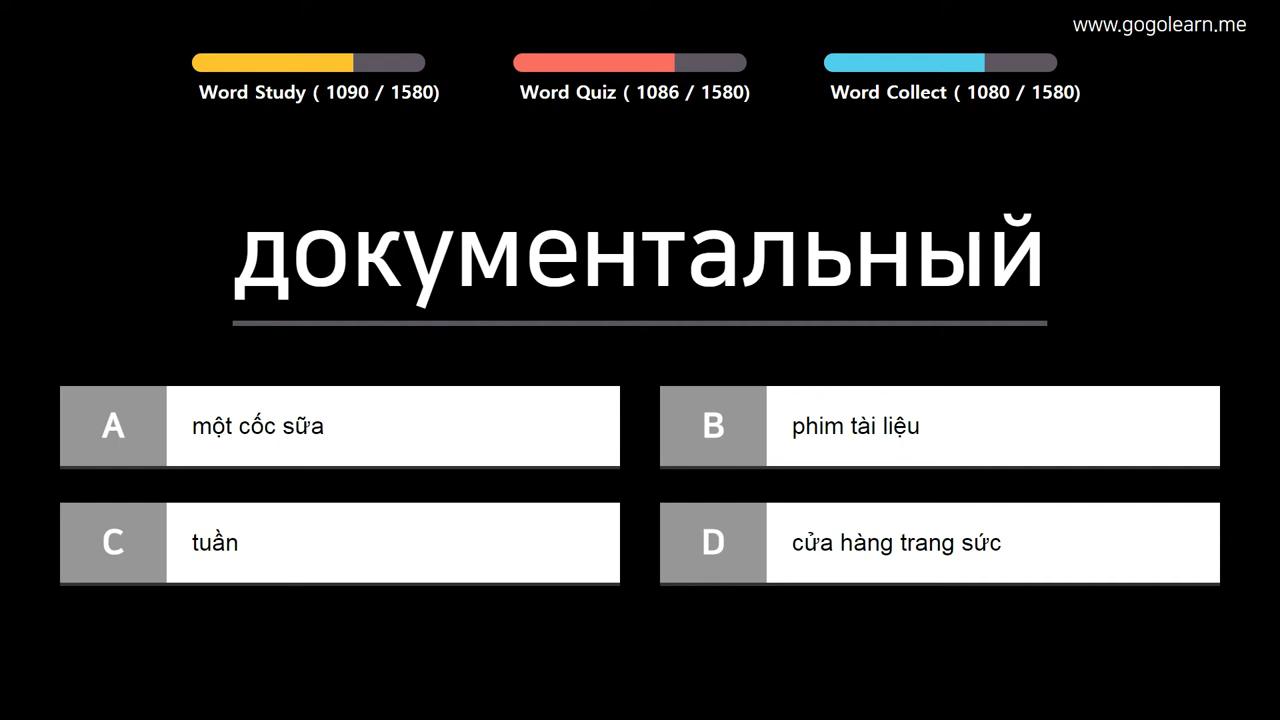 www.gogolearn.me
Word Study ( 1090 / 1580)
Word Quiz ( 1086 / 1580)
Word Collect ( 1080 / 1580)
документальный
A một cốc sữa
B phim tài liệu
C tuần
D cửa hàng trang sức